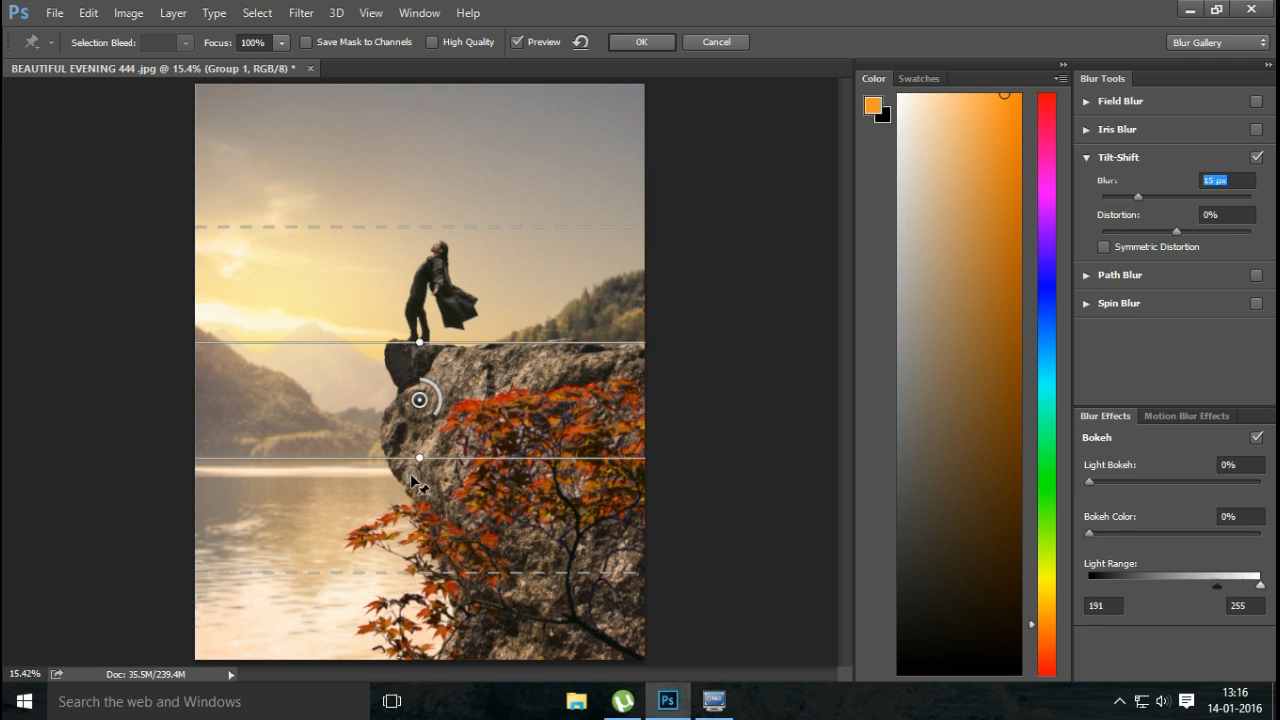 Ps File Edit Image Layer Type Select Filter 3D View Window Help
Selection Bleed: Focus: 100% Save Mask to Channels High Quality Preview OK Cancel Blur Gallery
BEAUTIFUL EVENING 444 .jpg @ 15.4% (Group 1, RGB/8) * ×
Color Swatches
Blur Tools
Field Blur
Iris Blur
Tilt-Shift
Blur: 15 px
Distortion: 0%
Symmetric Distortion
Path Blur
Spin Blur
Blur Effects Motion Blur Effects
Bokeh
Light Bokeh: 0%
Bokeh Color: 0%
Light Range:
191 255
15.42% Doc: 35.5M/239.4M
Search the web and Windows
Ps
13:16
14-01-2016